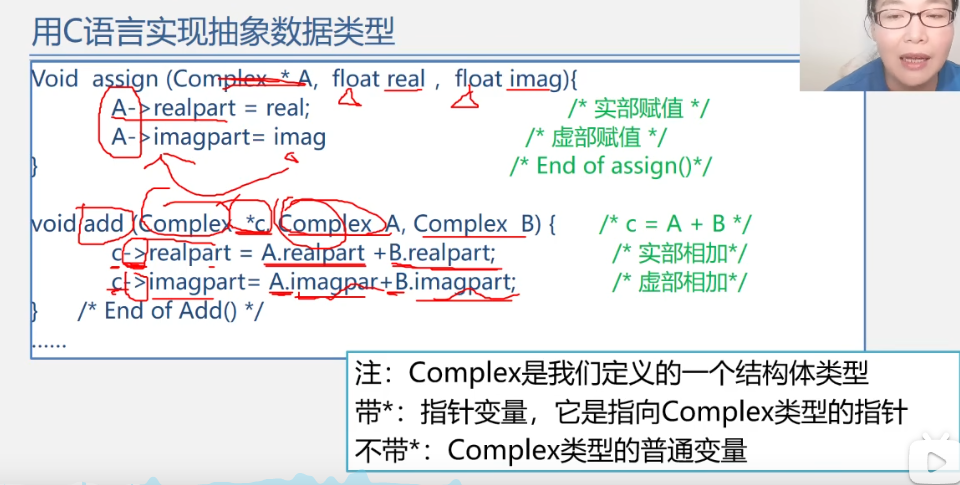 用C语言实现抽象数据类型
Void assign (Complex * A, float real , float imag){
A->realpart = real; /* 实部赋值 */
A->imagpart= imag /* 虚部赋值 */
} /* End of assign()*/
void add (Complex *c, Complex A, Complex B) { /* c = A + B */
c->realpart = A.realpart +B.realpart; /* 实部相加*/
c->imagpart= A.imagpar+B.imagpart; /* 虚部相加*/
} /* End of Add() */
......
注：Complex是我们定义的一个结构体类型
带*：指针变量，它是指向Complex类型的指针
不带*：Complex类型的普通变量